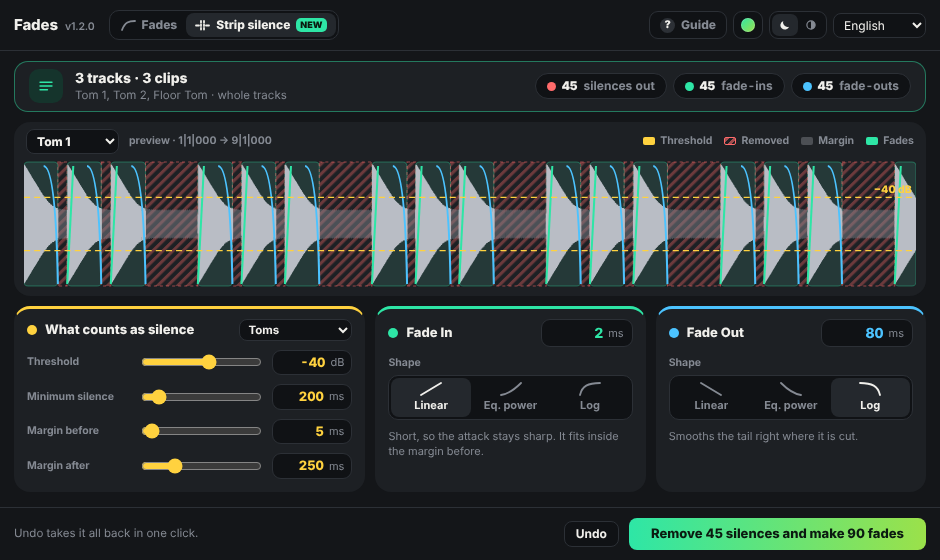 Fades v1.2.0 Fades Strip silence NEW ? Guide English
3 tracks · 3 clips
Tom 1, Tom 2, Floor Tom · whole tracks
45 silences out 45 fade-ins 45 fade-outs
Tom 1 preview · 1|1|000 → 9|1|000 Threshold Removed Margin Fades
−40 dB
What counts as silence Toms
Threshold -40 dB
Minimum silence 200 ms
Margin before 5 ms
Margin after 250 ms
Fade In 2 ms
Shape
Linear Eq. power Log
Short, so the attack stays sharp. It fits inside
the margin before.
Fade Out 80 ms
Shape
Linear Eq. power Log
Smooths the tail right where it is cut.
Undo takes it all back in one click. Undo Remove 45 silences and make 90 fades